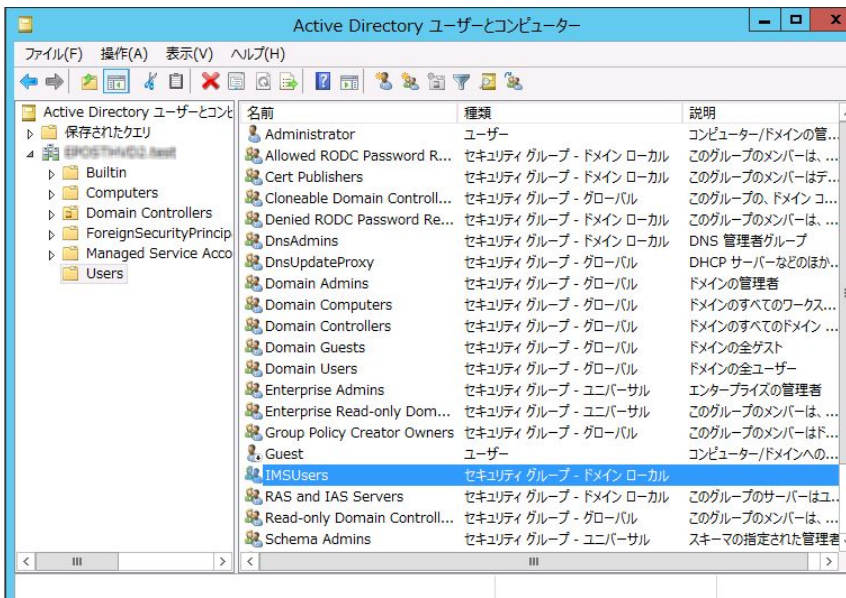 Active Directory ユーザーとコンピューター
ファイル(F) 操作(A) 表示(V) ヘルプ(H)
Active Directory ユーザーとコンピ
保存されたクエリ
Builtin
Computers
Domain Controllers
ForeignSecurityPrincip
Managed Service Acco
Users
名前 種類 説明
Administrator ユーザー コンピューター/ドメインの管...
Allowed RODC Password R... セキュリティ グループ - ドメイン ローカル このグループのメンバーは、...
Cert Publishers セキュリティ グループ - ドメイン ローカル このグループのメンバーはデ...
Cloneable Domain Controll... セキュリティ グループ - グローバル このグループの、ドメイン コ...
Denied RODC Password Re... セキュリティ グループ - ドメイン ローカル このグループのメンバーは、...
DnsAdmins セキュリティ グループ - ドメイン ローカル DNS 管理者グループ
DnsUpdateProxy セキュリティ グループ - グローバル DHCP サーバーなどのほか...
Domain Admins セキュリティ グループ - グローバル ドメインの管理者
Domain Computers セキュリティ グループ - グローバル ドメインのすべてのワークス...
Domain Controllers セキュリティ グループ - グローバル ドメインのすべてのドメイン ...
Domain Guests セキュリティ グループ - グローバル ドメインの全ゲスト
Domain Users セキュリティ グループ - グローバル ドメインの全ユーザー
Enterprise Admins セキュリティ グループ - ユニバーサル エンタープライズの管理者
Enterprise Read-only Dom... セキュリティ グループ - ユニバーサル このグループのメンバーは、...
Group Policy Creator Owners セキュリティ グループ - グローバル このグループのメンバーはド...
Guest ユーザー コンピューター/ドメインへの...
IMSUsers セキュリティ グループ - ドメイン ローカル
RAS and IAS Servers セキュリティ グループ - ドメイン ローカル このグループのサーバーはユ...
Read-only Domain Controll... セキュリティ グループ - グローバル このグループのメンバーは、...
Schema Admins セキュリティ グループ - ユニバーサル スキーマの指定された管理者